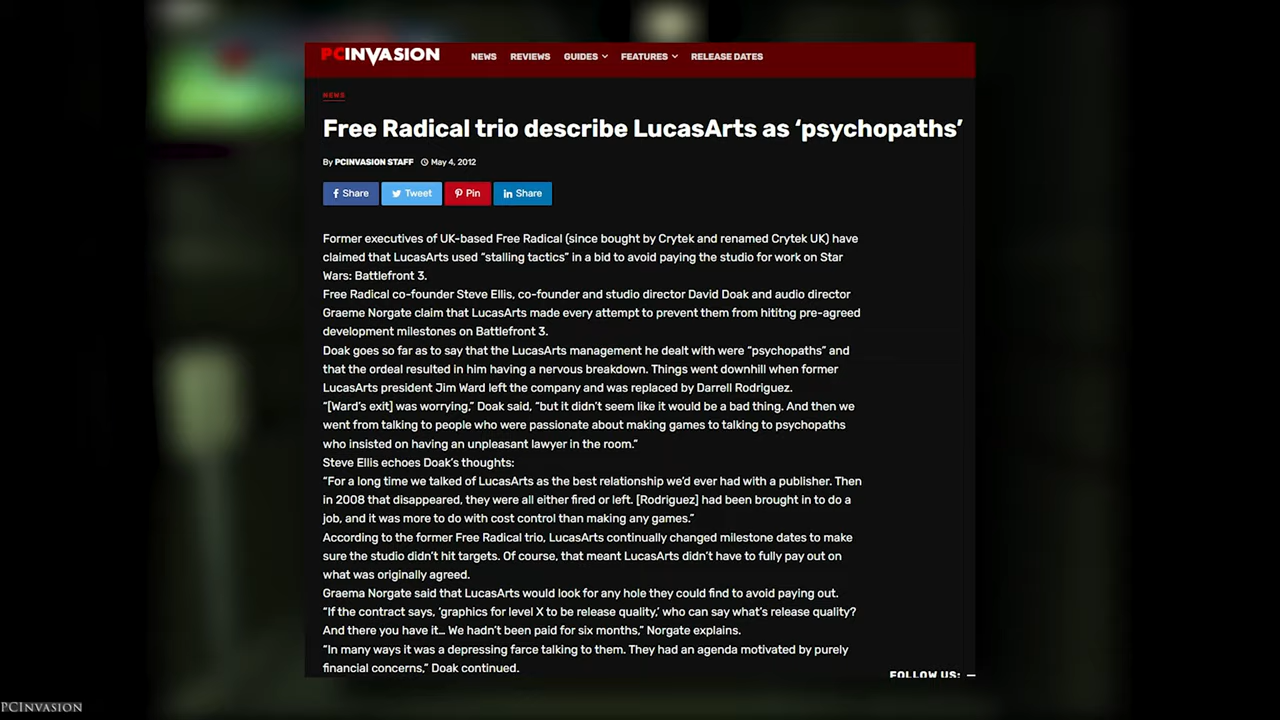 PCINVASION
NEWS REVIEWS GUIDES FEATURES RELEASE DATES
NEWS
Free Radical trio describe LucasArts as ‘psychopaths’
By PCINVASION STAFF May 4, 2012
Share Tweet Pin Share
Former executives of UK-based Free Radical (since bought by Crytek and renamed Crytek UK) have
claimed that LucasArts used “stalling tactics” in a bid to avoid paying the studio for work on Star
Wars: Battlefront 3.
Free Radical co-founder Steve Ellis, co-founder and studio director David Doak and audio director
Graeme Norgate claim that LucasArts made every attempt to prevent them from hititng pre-agreed
development milestones on Battlefront 3.
Doak goes so far as to say that the LucasArts management he dealt with were “psychopaths” and
that the ordeal resulted in him having a nervous breakdown. Things went downhill when former
LucasArts president Jim Ward left the company and was replaced by Darrell Rodriguez.
“[Ward’s exit] was worrying,” Doak said, “but it didn’t seem like it would be a bad thing. And then we
went from talking to people who were passionate about making games to talking to psychopaths
who insisted on having an unpleasant lawyer in the room.”
Steve Ellis echoes Doak’s thoughts:
“For a long time we talked of LucasArts as the best relationship we’d ever had with a publisher. Then
in 2008 that disappeared, they were all either fired or left. [Rodriguez] had been brought in to do a
job, and it was more to do with cost control than making any games.”
According to the former Free Radical trio, LucasArts continually changed milestone dates to make
sure the studio didn’t hit targets. Of course, that meant LucasArts didn’t have to fully pay out on
what was originally agreed.
Graema Norgate said that LucasArts would look for any hole they could find to avoid paying out.
“If the contract says, ‘graphics for level X to be release quality,’ who can say what’s release quality?
And there you have it… We hadn’t been paid for six months,” Norgate explains.
“In many ways it was a depressing farce talking to them. They had an agenda motivated by purely
financial concerns,” Doak continued.
FOLLOW US:
PCINVASION